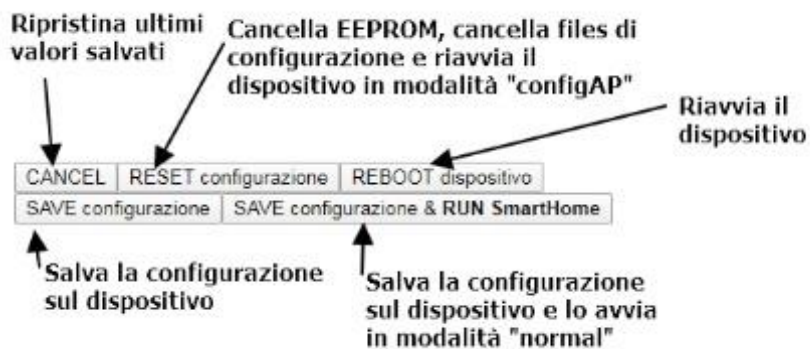 Ripristina ultimi
valori salvati
Cancella EEPROM, cancella files di
configurazione e riavvia il
dispositivo in modalità "configAP"
Riavvia il
dispositivo
CANCEL RESET configurazione REBOOT dispositivo
SAVE configurazione SAVE configurazione & RUN SmartHome
Salva la configurazione
sul dispositivo
Salva la configurazione
sul dispositivo e lo avvia
in modalità "normal"